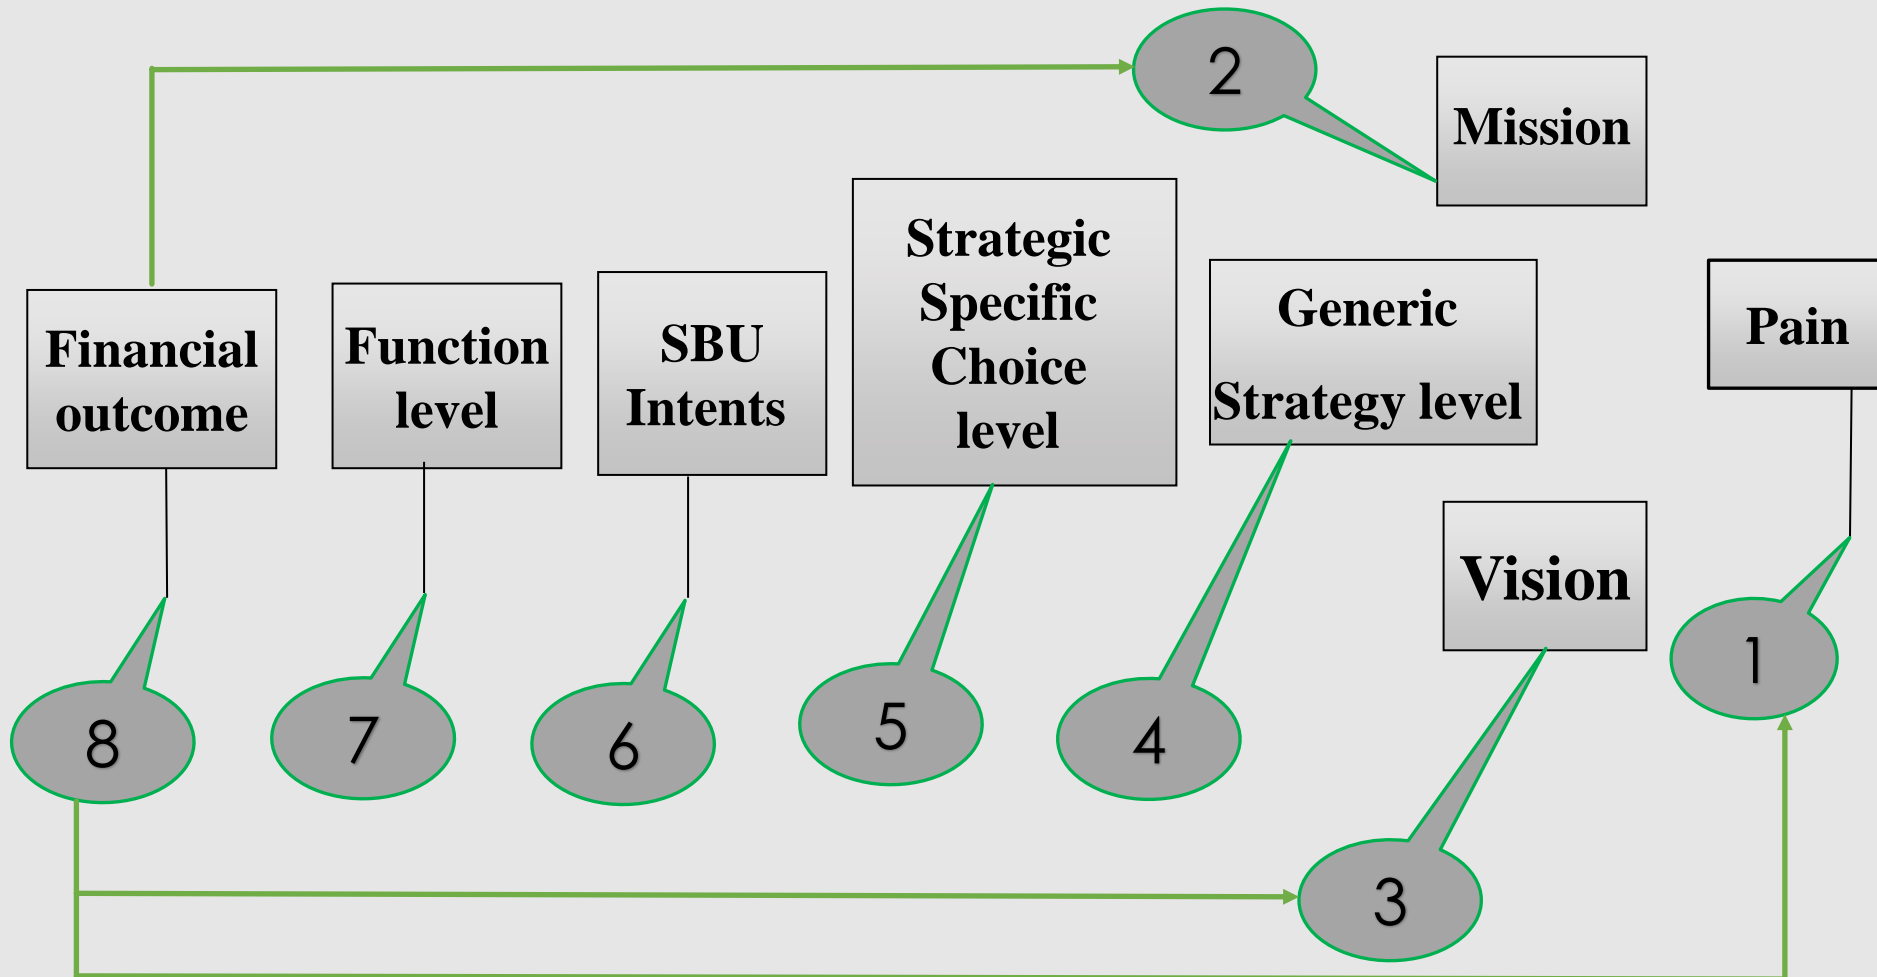 2
Mission
Financial
outcome
Function
level
SBU
Intents
Strategic
Specific
Choice
level
Generic
Strategy level
Pain
Vision
1
8
7
6
5
4
3